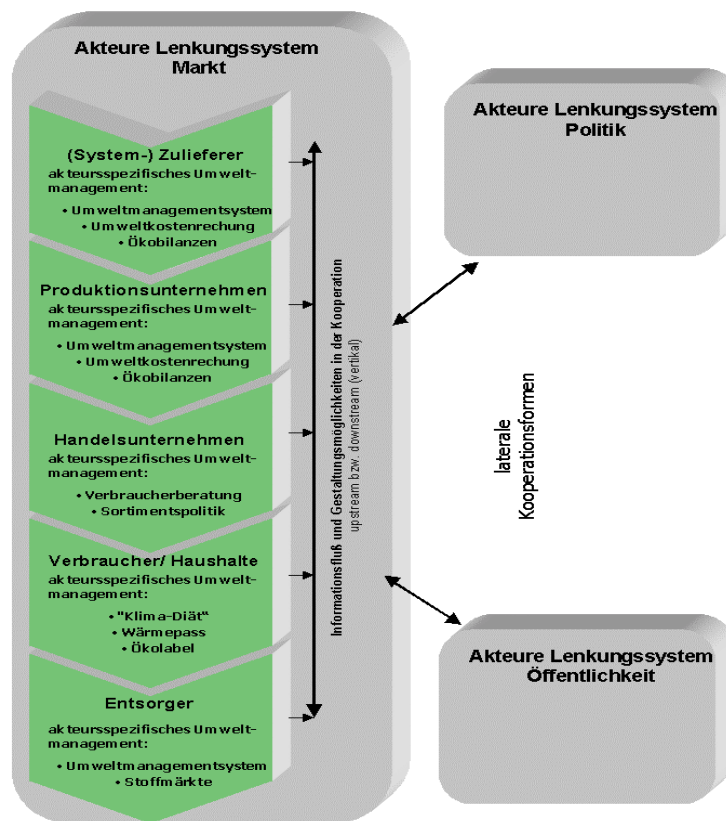 Akteure Lenkungssystem
Markt
(System-) Zulieferer
akteursspezifisches Umwelt-
management:
• Umweltmanagementsystem
• Umweltkostenrechung
• Ökobilanzen
Produktionsunternehmen
akteursspezifisches Umwelt-
management:
• Umweltmanagementsystem
• Umweltkostenrechung
• Ökobilanzen
Handelsunternehmen
akteursspezifisches Umwelt-
management:
• Verbraucherberatung
• Sortimentspolitik
Verbraucher/ Haushalte
akteursspezifisches Umwelt-
management:
• "Klima-Diät“
• Wärmepass
• Ökolabel
Entsorger
akteursspezifisches Umwelt-
management:
• Umweltmanagementsystem
• Stoffmärkte
Informationsfluß und Gestaltungsmöglichkeiten in der Kooperation
upstream bzw. downstream (vertikal)
Akteure Lenkungssystem
Politik
laterale
Kooperationsformen
Akteure Lenkungssystem
Öffentlichkeit